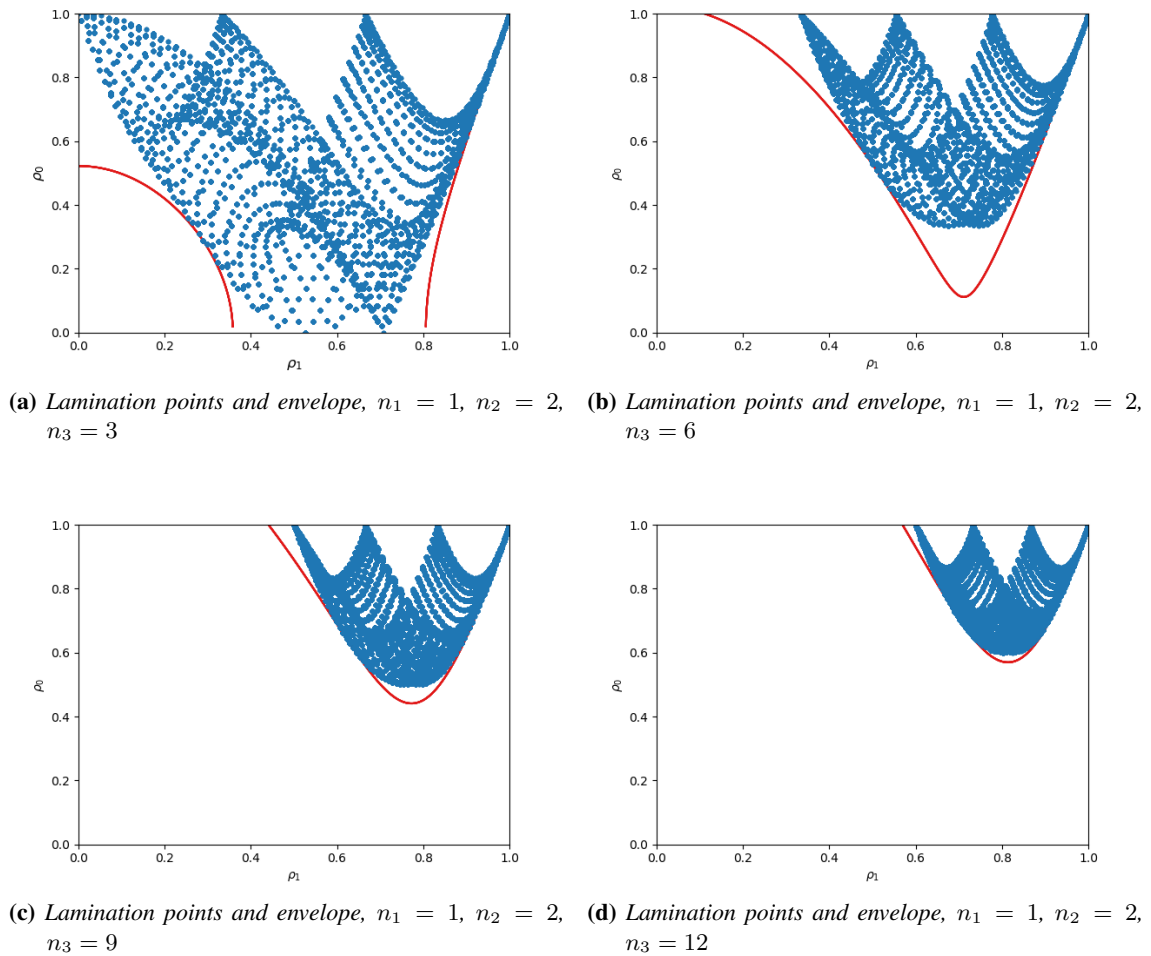 1.0
0.8
0.6
0.4
0.2
0.0
ρ0
0.0 0.2 0.4 0.6 0.8 1.0
ρ1
(a) Lamination points and envelope, n1 = 1, n2 = 2,
n3 = 3
1.0
0.8
0.6
0.4
0.2
0.0
ρ0
0.0 0.2 0.4 0.6 0.8 1.0
ρ1
(b) Lamination points and envelope, n1 = 1, n2 = 2,
n3 = 6
1.0
0.8
0.6
0.4
0.2
0.0
ρ0
0.0 0.2 0.4 0.6 0.8 1.0
ρ1
(c) Lamination points and envelope, n1 = 1, n2 = 2,
n3 = 9
1.0
0.8
0.6
0.4
0.2
0.0
ρ0
0.0 0.2 0.4 0.6 0.8 1.0
ρ1
(d) Lamination points and envelope, n1 = 1, n2 = 2,
n3 = 12